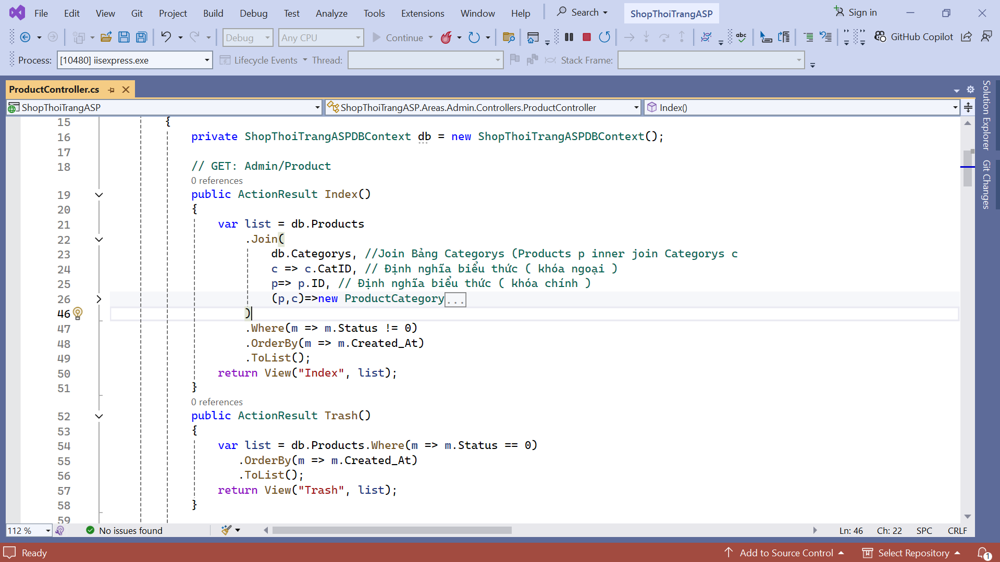 File Edit View Git Project Build Debug Test Analyze Tools Extensions Window Help Search ShopThoiTrangASP Sign in
Debug Any CPU Continue abc GitHub Copilot
Process: [10480] iisexpress.exe Lifecycle Events Thread: Stack Frame:
ProductController.cs
ShopThoiTrangASP ShopThoiTrangASP.Areas.Admin.Controllers.ProductController Index()
Solution Explorer
Git Changes
15 {
16 private ShopThoiTrangASPDBContext db = new ShopThoiTrangASPDBContext();
17
18 // GET: Admin/Product
0 references
19 public ActionResult Index()
20 {
21 var list = db.Products
22 .Join(
23 db.Categorys, //Join Bảng Categorys (Products p inner join Categorys c
24 c => c.CatID, // Định nghĩa biểu thức ( khóa ngoại )
25 p=> p.ID, // Định nghĩa biểu thức ( khóa chính )
26 (p,c)=>new ProductCategory...
46 )
47 .Where(m => m.Status != 0)
48 .OrderBy(m => m.Created_At)
49 .ToList();
50 return View("Index", list);
51 }
0 references
52 public ActionResult Trash()
53 {
54 var list = db.Products.Where(m => m.Status == 0)
55 .OrderBy(m => m.Created_At)
56 .ToList();
57 return View("Trash", list);
58 }
59
112 % No issues found Ln: 46 Ch: 22 SPC CRLF
Ready Add to Source Control Select Repository 1